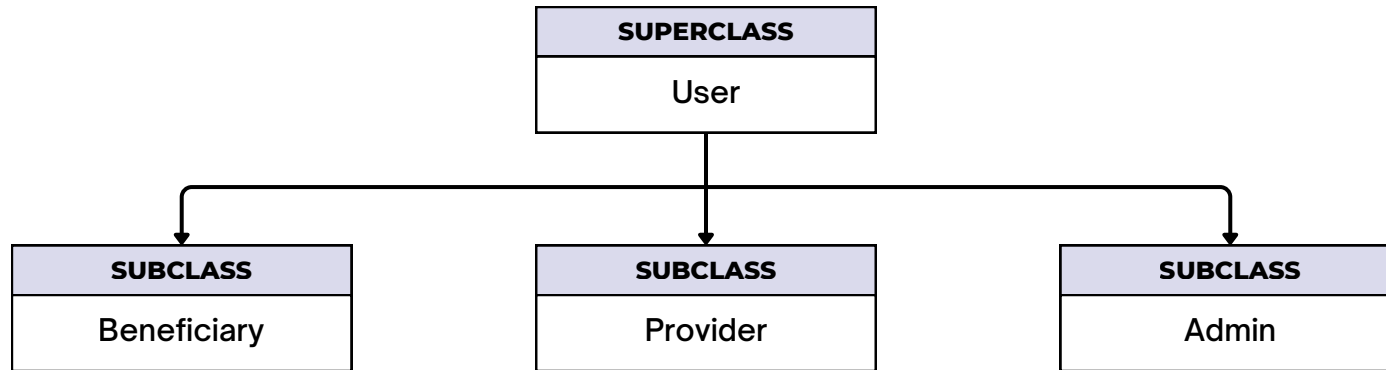 SUPERCLASS
User
SUBCLASS
Beneficiary
SUBCLASS
Provider
SUBCLASS
Admin